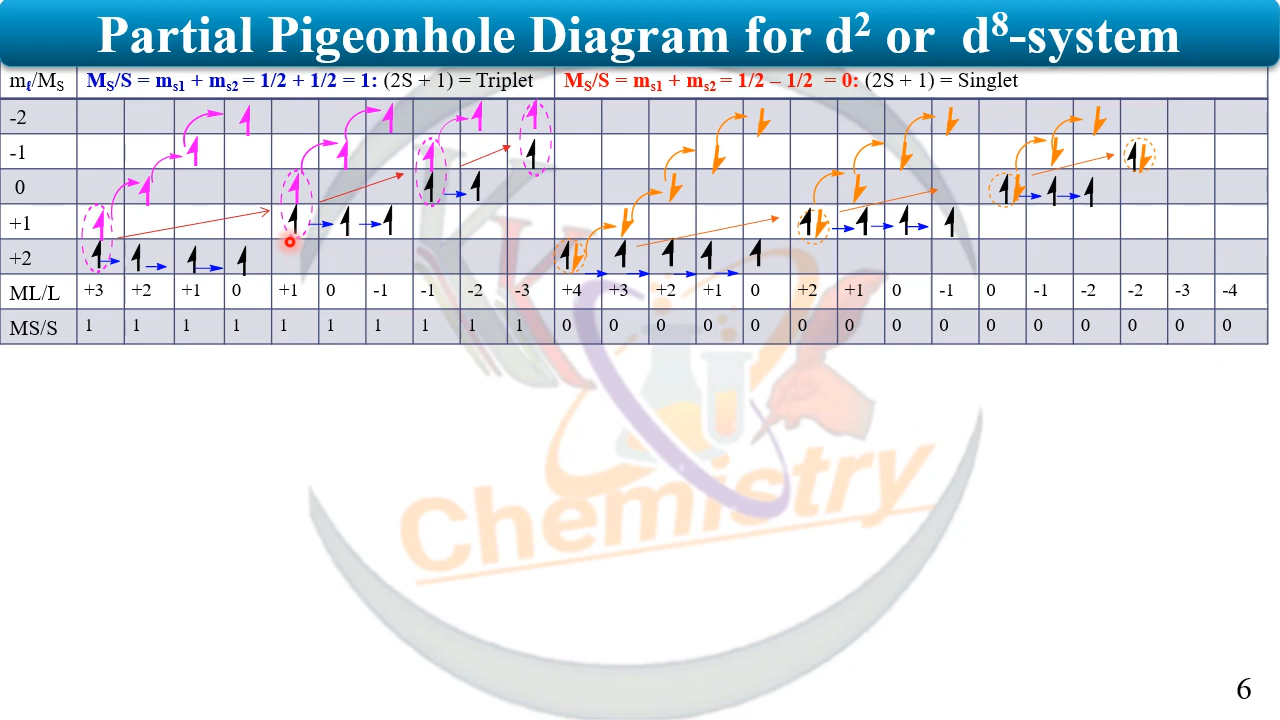 Partial Pigeonhole Diagram for d² or d⁸-system
mℓ/MS MS/S = ms1 + ms2 = 1/2 + 1/2 = 1: (2S + 1) = Triplet MS/S = ms1 + ms2 = 1/2 – 1/2 = 0: (2S + 1) = Singlet
-2
-1
0
+1
+2
ML/L +3 +2 +1 0 +1 0 -1 -1 -2 -3 +4 +3 +2 +1 0 +2 +1 0 -1 0 -1 -2 -2 -3 -4
MS/S 1 1 1 1 1 1 1 1 1 1 0 0 0 0 0 0 0 0 0 0 0 0 0 0 0
Chemistry
6